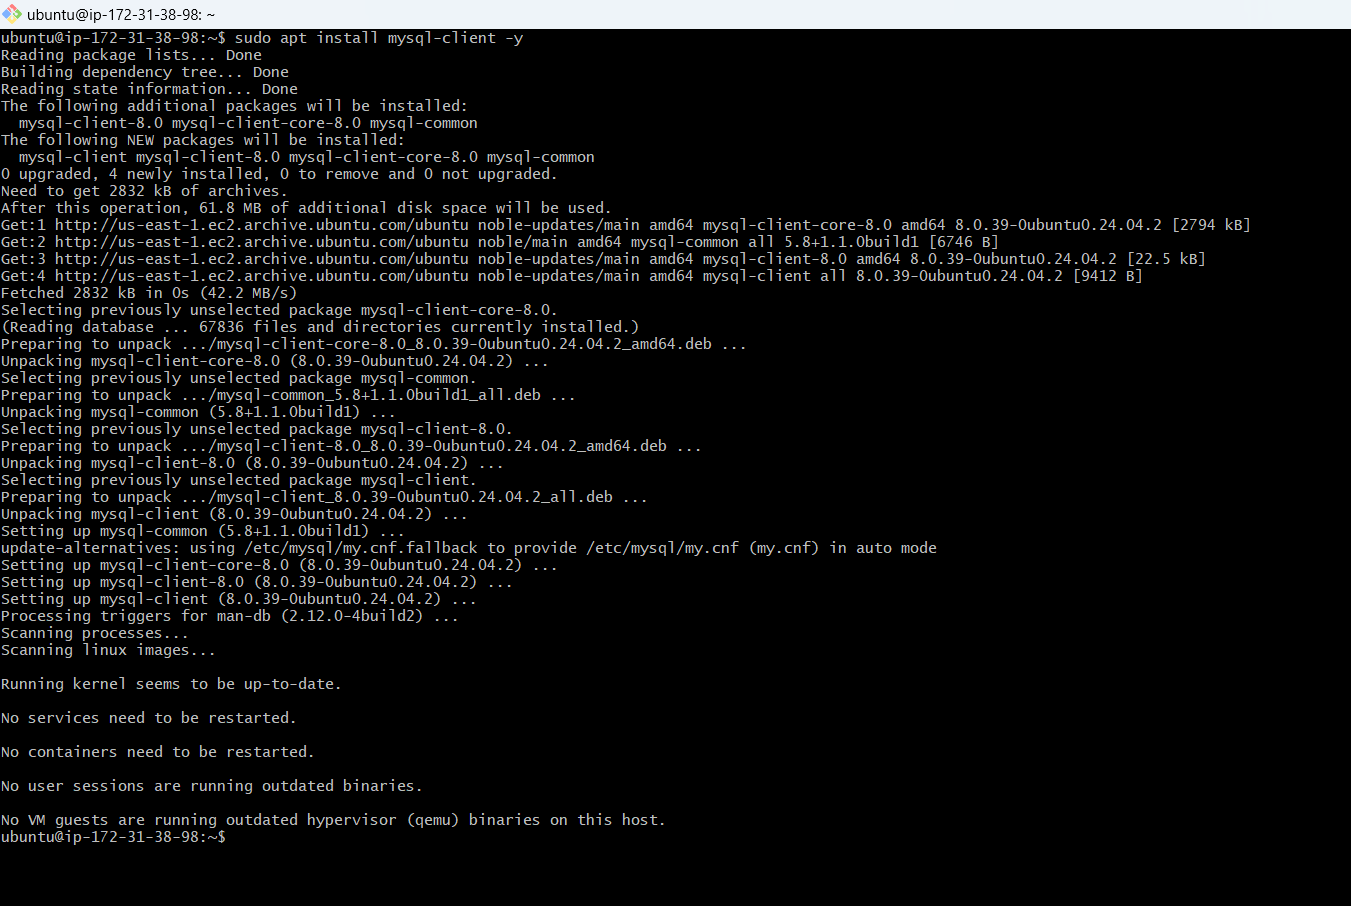 ubuntu@ip-172-31-38-98: ~
ubuntu@ip-172-31-38-98:~$ sudo apt install mysql-client -y
Reading package lists... Done
Building dependency tree... Done
Reading state information... Done
The following additional packages will be installed:
  mysql-client-8.0 mysql-client-core-8.0 mysql-common
The following NEW packages will be installed:
  mysql-client mysql-client-8.0 mysql-client-core-8.0 mysql-common
0 upgraded, 4 newly installed, 0 to remove and 0 not upgraded.
Need to get 2832 kB of archives.
After this operation, 61.8 MB of additional disk space will be used.
Get:1 http://us-east-1.ec2.archive.ubuntu.com/ubuntu noble-updates/main amd64 mysql-client-core-8.0 amd64 8.0.39-0ubuntu0.24.04.2 [2794 kB]
Get:2 http://us-east-1.ec2.archive.ubuntu.com/ubuntu noble/main amd64 mysql-common all 5.8+1.1.0build1 [6746 B]
Get:3 http://us-east-1.ec2.archive.ubuntu.com/ubuntu noble-updates/main amd64 mysql-client-8.0 amd64 8.0.39-0ubuntu0.24.04.2 [22.5 kB]
Get:4 http://us-east-1.ec2.archive.ubuntu.com/ubuntu noble-updates/main amd64 mysql-client all 8.0.39-0ubuntu0.24.04.2 [9412 B]
Fetched 2832 kB in 0s (42.2 MB/s)
Selecting previously unselected package mysql-client-core-8.0.
(Reading database ... 67836 files and directories currently installed.)
Preparing to unpack .../mysql-client-core-8.0_8.0.39-0ubuntu0.24.04.2_amd64.deb ...
Unpacking mysql-client-core-8.0 (8.0.39-0ubuntu0.24.04.2) ...
Selecting previously unselected package mysql-common.
Preparing to unpack .../mysql-common_5.8+1.1.0build1_all.deb ...
Unpacking mysql-common (5.8+1.1.0build1) ...
Selecting previously unselected package mysql-client-8.0.
Preparing to unpack .../mysql-client-8.0_8.0.39-0ubuntu0.24.04.2_amd64.deb ...
Unpacking mysql-client-8.0 (8.0.39-0ubuntu0.24.04.2) ...
Selecting previously unselected package mysql-client.
Preparing to unpack .../mysql-client_8.0.39-0ubuntu0.24.04.2_all.deb ...
Unpacking mysql-client (8.0.39-0ubuntu0.24.04.2) ...
Setting up mysql-common (5.8+1.1.0build1) ...
update-alternatives: using /etc/mysql/my.cnf.fallback to provide /etc/mysql/my.cnf (my.cnf) in auto mode
Setting up mysql-client-core-8.0 (8.0.39-0ubuntu0.24.04.2) ...
Setting up mysql-client-8.0 (8.0.39-0ubuntu0.24.04.2) ...
Setting up mysql-client (8.0.39-0ubuntu0.24.04.2) ...
Processing triggers for man-db (2.12.0-4build2) ...
Scanning processes...
Scanning linux images...
Running kernel seems to be up-to-date.
No services need to be restarted.
No containers need to be restarted.
No user sessions are running outdated binaries.
No VM guests are running outdated hypervisor (qemu) binaries on this host.
ubuntu@ip-172-31-38-98:~$